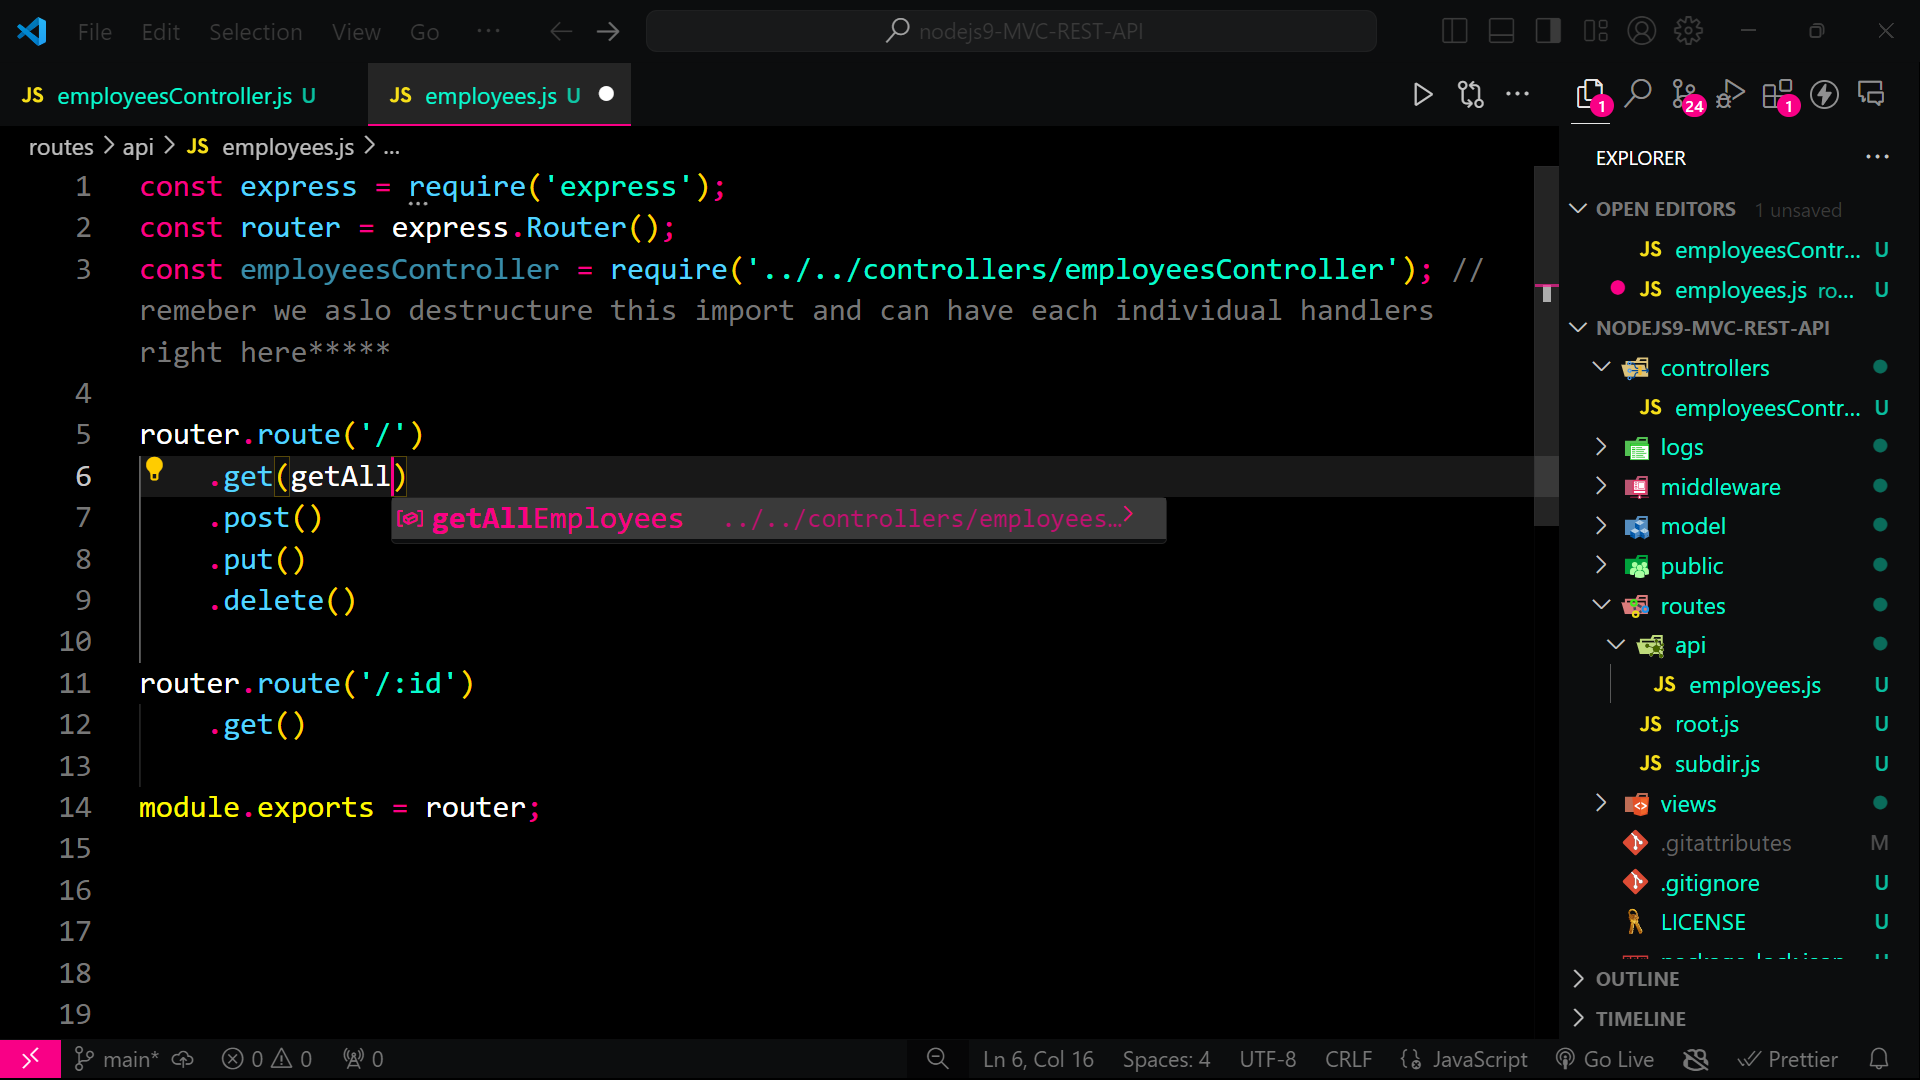 File Edit Selection View Go ··· nodejs9-MVC-REST-API
JS employeesController.js U JS employees.js U
1 24 1
routes > api > JS employees.js > ...
1 const express = require('express');
2 const router = express.Router();
3 const employeesController = require('../../controllers/employeesController'); //
remeber we aslo destructure this import and can have each individual handlers
right here*****
4
5 router.route('/')
6 .get(getAll)
getAllEmployees ../../controllers/employees…
7 .post()
8 .put()
9 .delete()
10
11 router.route('/:id')
12 .get()
13
14 module.exports = router;
15
16
17
18
19
EXPLORER
OPEN EDITORS 1 unsaved
JS employeesContr... U
JS employees.js ro... U
NODEJS9-MVC-REST-API
controllers
JS employeesContr... U
logs
middleware
model
public
routes
api
JS employees.js U
JS root.js U
JS subdir.js U
views
.gitattributes M
.gitignore U
LICENSE U
package-lock.json U
OUTLINE
TIMELINE
main* 0 0 0 Ln 6, Col 16 Spaces: 4 UTF-8 CRLF JavaScript Go Live Prettier